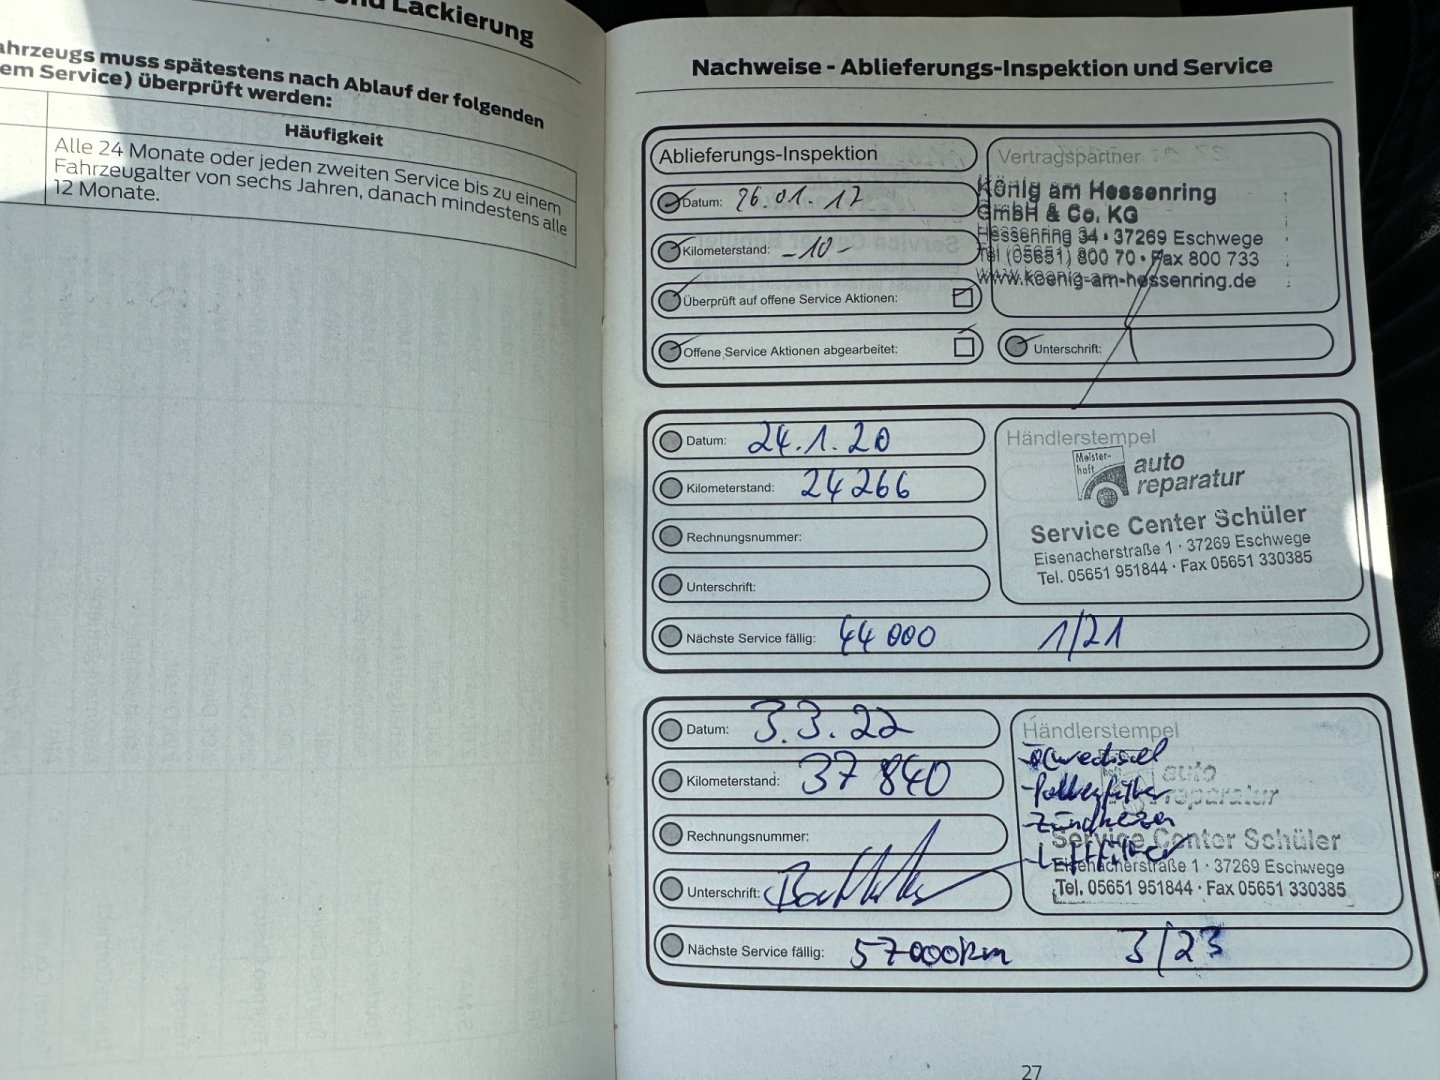 und Lackierung
ahrzeugs muss spätestens nach Ablauf der folgenden
em Service) überprüft werden:
Häufigkeit
Alle 24 Monate oder jeden zweiten Service bis zu einem
Fahrzeugalter von sechs Jahren, danach mindestens alle
12 Monate.
Nachweise - Ablieferungs-Inspektion und Service
Ablieferungs-Inspektion
Datum: 26.01.17
Kilometerstand: -10-
Überprüft auf offene Service Aktionen:
Offene Service Aktionen abgearbeitet:
Vertragspartner
König am Hessenring
GmbH & Co. KG
Hessenring 34 · 37269 Eschwege
Tel (05651) 800 70 · Fax 800 733
www.koenig-am-hessenring.de
Unterschrift:
Datum: 24.1.20
Kilometerstand: 24266
Rechnungsnummer:
Unterschrift:
Händlerstempel
Meister-
haft
auto
reparatur
Service Center Schüler
Eisenacherstraße 1 · 37269 Eschwege
Tel. 05651 951844 · Fax 05651 330385
Nächste Service fällig: 44 000 1/21
Datum: 3.3.22
Kilometerstand: 37 840
Rechnungsnummer:
Unterschrift:
Händlerstempel
-Ölwechsel
-Pollenfilter
-Zündkerzen
-Luftfilter
auto
reparatur
Service Center Schüler
Eisenacherstraße 1 · 37269 Eschwege
Tel. 05651 951844 · Fax 05651 330385
Nächste Service fällig: 57000km 3/23
27